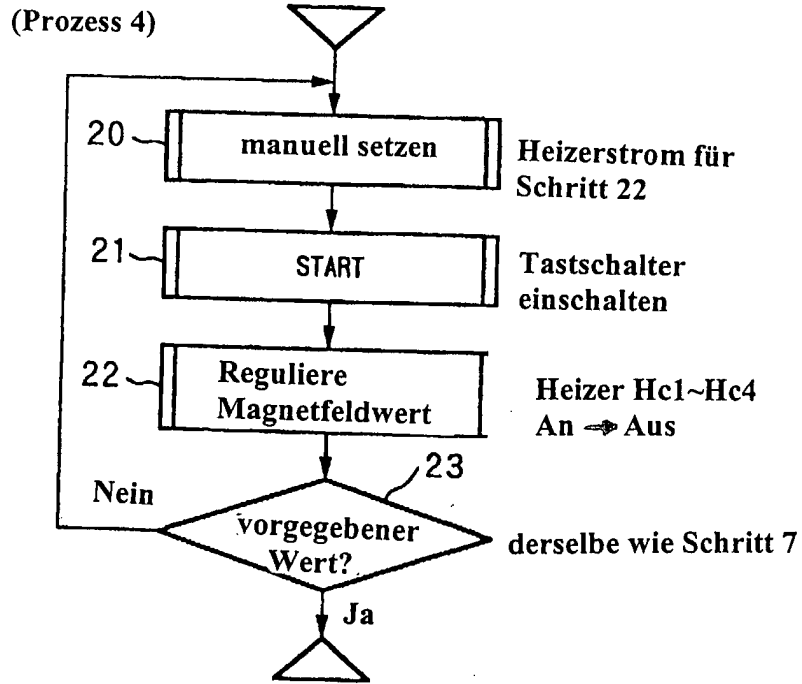 (Prozess 4)
20
manuell setzen
Heizerstrom für
Schritt 22
21
START
Tastschalter
einschalten
22
Reguliere
Magnetfeldwert
Heizer Hc1~Hc4
An → Aus
23
Nein
vorgegebener
Wert?
derselbe wie Schritt 7
Ja